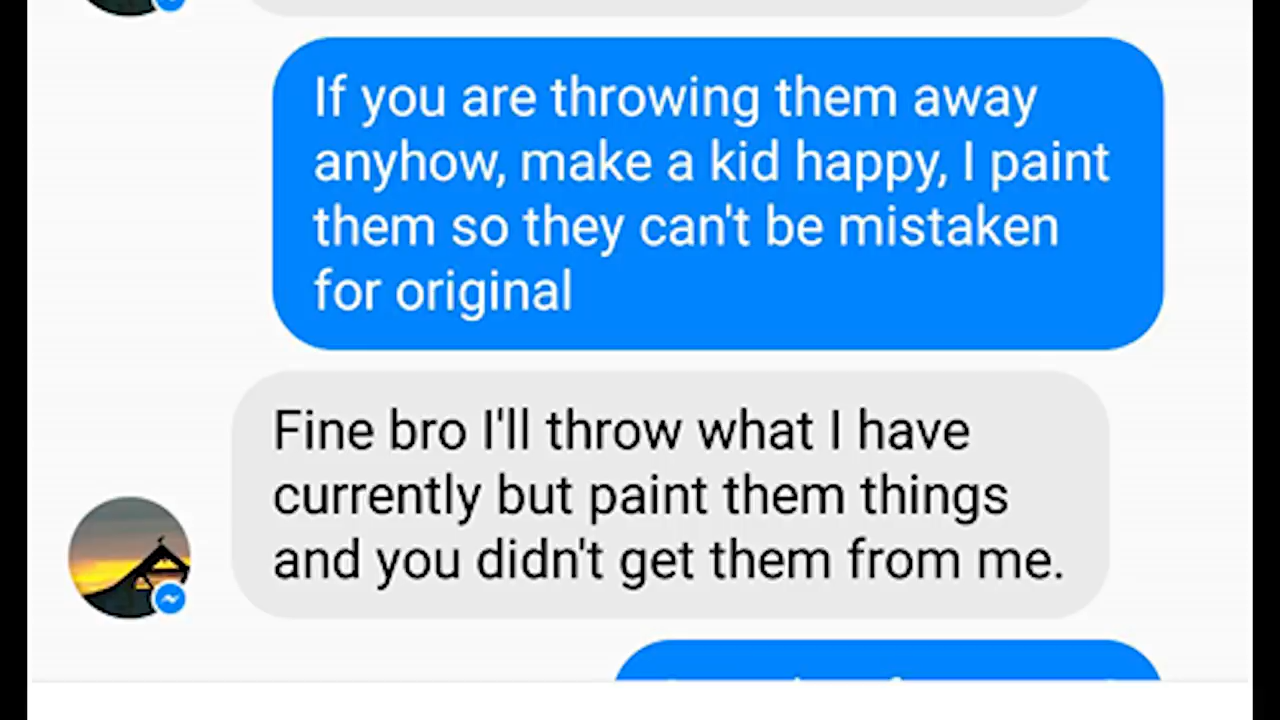 If you are throwing them away
anyhow, make a kid happy, I paint
them so they can't be mistaken
for original
Fine bro I'll throw what I have
currently but paint them things
and you didn't get them from me.